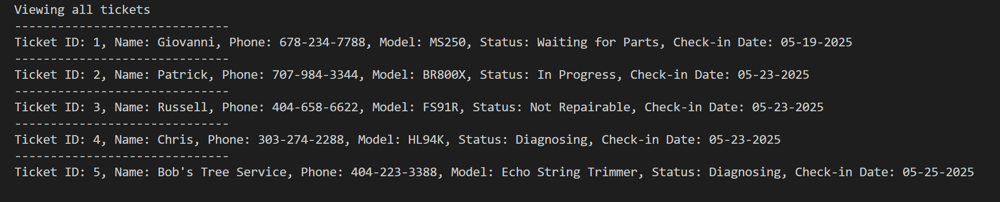 Viewing all tickets
------------------------------
Ticket ID: 1, Name: Giovanni, Phone: 678-234-7788, Model: MS250, Status: Waiting for Parts, Check-in Date: 05-19-2025
------------------------------
Ticket ID: 2, Name: Patrick, Phone: 707-984-3344, Model: BR800X, Status: In Progress, Check-in Date: 05-23-2025
------------------------------
Ticket ID: 3, Name: Russell, Phone: 404-658-6622, Model: FS91R, Status: Not Repairable, Check-in Date: 05-23-2025
------------------------------
Ticket ID: 4, Name: Chris, Phone: 303-274-2288, Model: HL94K, Status: Diagnosing, Check-in Date: 05-23-2025
------------------------------
Ticket ID: 5, Name: Bob's Tree Service, Phone: 404-223-3388, Model: Echo String Trimmer, Status: Diagnosing, Check-in Date: 05-25-2025